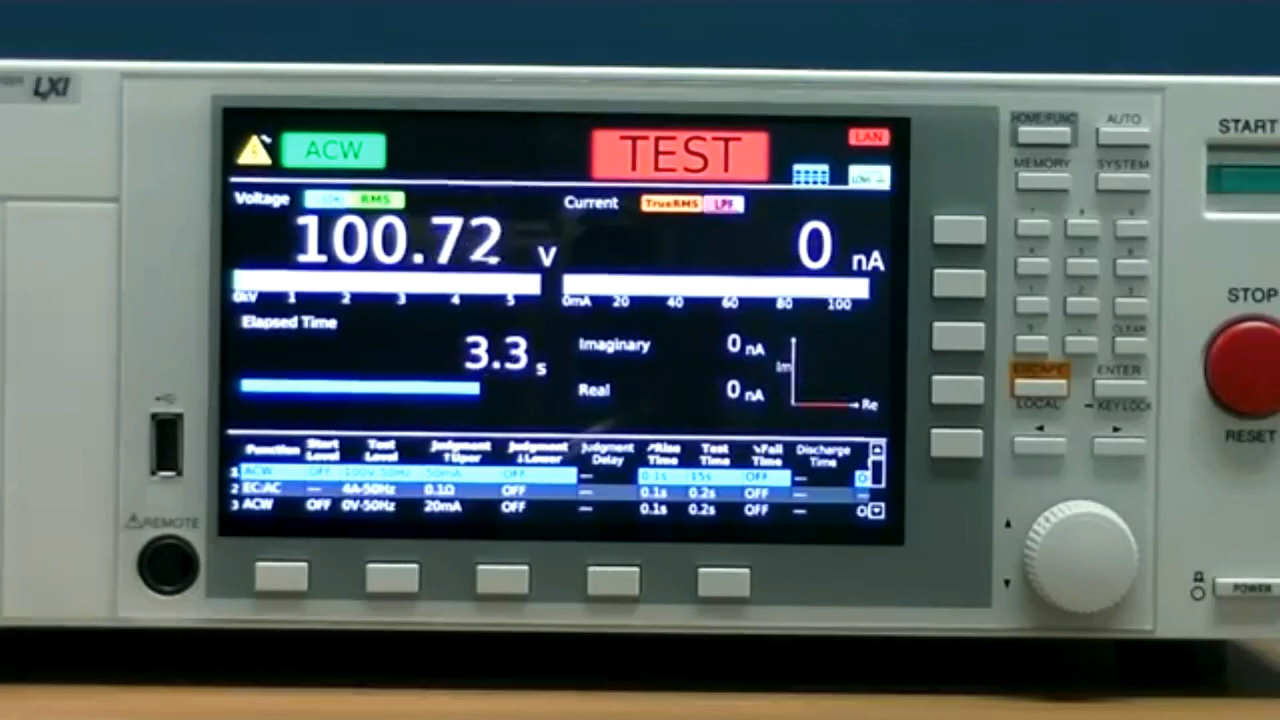 LXI
START
HOME/FUNC AUTO
LAN
ACW TEST
MEMORY SYSTEM
Voltage RMS Current TrueRMS LPF
100.72 V 0 nA
0kV 1 2 3 4 5 0mA 20 40 60 80 100
STOP
Elapsed Time
CLEAR
3.3 s Imaginary 0 nA Im
ESCAPE ENTER
Real 0 nA Re
LOCAL KEYLOCK
RESET
Function Start Level Test Level Judgment Upper Judgment Lower Judgment Delay Rise Time Test Time Fall Time Discharge Time
1 ACW OFF 100V-50Hz 50mA OFF — 0.1s 15s OFF —
2 EC:AC — 4A-50Hz 0.1Ω OFF — 0.1s 0.2s OFF — —
3 ACW OFF 0V-50Hz 20mA OFF — 0.1s 0.2s OFF —
REMOTE
POWER